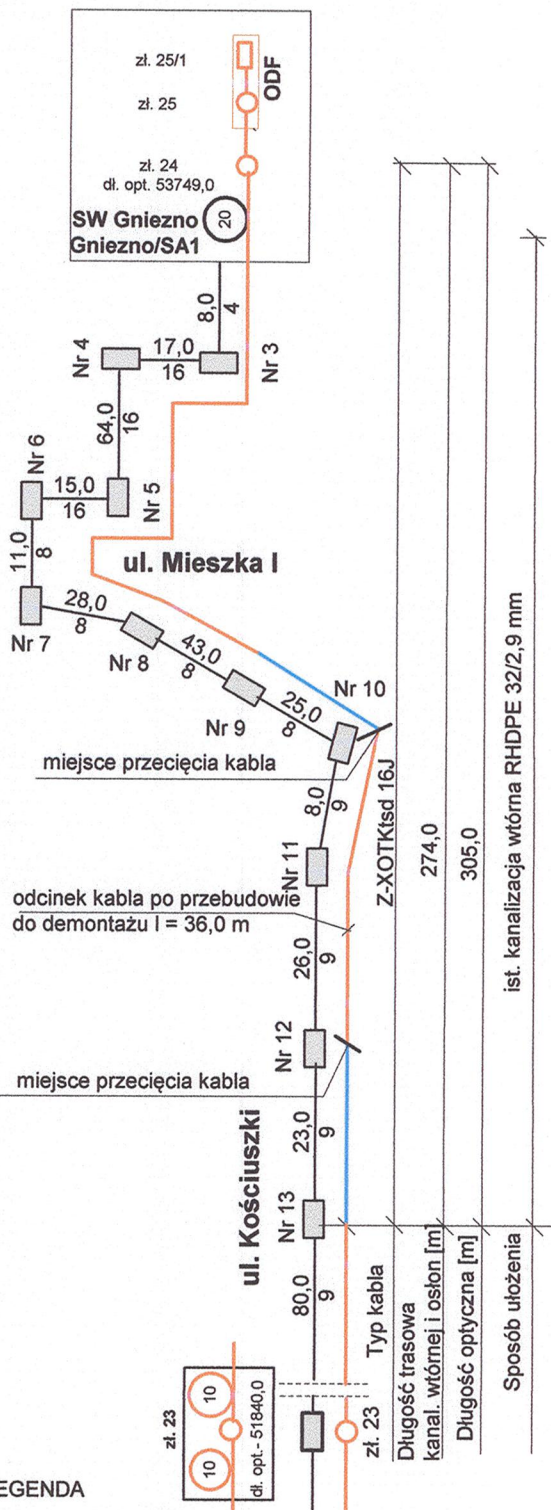 zł. 25/1
ODF
zł. 25
zł. 24
dł. opt. 53749,0
SW Gniezno
Gniezno/SA1
20
8,0
4
Nr 3
17,0
16
Nr 4
64,0
16
Nr 5
15,0
16
Nr 6
11,0
8
Nr 7
ul. Mieszka I
28,0
8
Nr 8
43,0
8
Nr 9
25,0
8
Nr 10
miejsce przecięcia kabla
8,0
9
Nr 11
odcinek kabla po przebudowie
do demontażu l = 36,0 m
26,0
9
Nr 12
miejsce przecięcia kabla
23,0
9
Nr 13
ul. Kościuszki
80,0
9
zł. 23
10
10
dł. opt.- 51840,0
zł. 23
Typ kabla
Z-XOTKtsd 16J
Długość trasowa
kanal. wtórnej i osłon [m]
274,0
Długość optyczna [m]
305,0
Sposób ułożenia
ist. kanalizacja wtórna RHDPE 32/2,9 mm
EGENDA